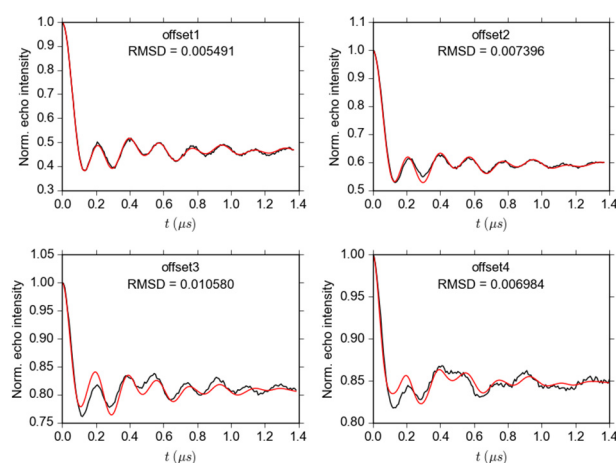 offset1
RMSD = 0.005491
Norm. echo intensity
1.0
0.9
0.8
0.7
0.6
0.5
0.4
0.3
0.0 0.2 0.4 0.6 0.8 1.0 1.2 1.4
t (μs)
offset2
RMSD = 0.007396
Norm. echo intensity
1.0
0.9
0.8
0.7
0.6
0.5
0.0 0.2 0.4 0.6 0.8 1.0 1.2 1.4
t (μs)
offset3
RMSD = 0.010580
Norm. echo intensity
1.05
1.00
0.95
0.90
0.85
0.80
0.75
0.0 0.2 0.4 0.6 0.8 1.0 1.2 1.4
t (μs)
offset4
RMSD = 0.006984
Norm. echo intensity
1.00
0.95
0.90
0.85
0.80
0.0 0.2 0.4 0.6 0.8 1.0 1.2 1.4
t (μs)